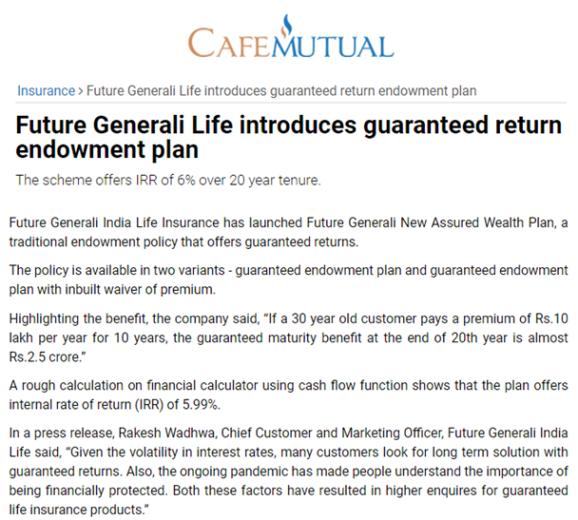 CAFEMUTUAL
Insurance > Future Generali Life introduces guaranteed return endowment plan
Future Generali Life introduces guaranteed return
endowment plan
The scheme offers IRR of 6% over 20 year tenure.
Future Generali India Life Insurance has launched Future Generali New Assured Wealth Plan, a
traditional endowment policy that offers guaranteed returns.
The policy is available in two variants - guaranteed endowment plan and guaranteed endowment
plan with inbuilt waiver of premium.
Highlighting the benefit, the company said, "If a 30 year old customer pays a premium of Rs.10
lakh per year for 10 years, the guaranteed maturity benefit at the end of 20th year is almost
Rs.2.5 crore."
A rough calculation on financial calculator using cash flow function shows that the plan offers
internal rate of return (IRR) of 5.99%.
In a press release, Rakesh Wadhwa, Chief Customer and Marketing Officer, Future Generali India
Life said, "Given the volatility in interest rates, many customers look for long term solution with
guaranteed returns. Also, the ongoing pandemic has made people understand the importance of
being financially protected. Both these factors have resulted in higher enquires for guaranteed
life insurance products."